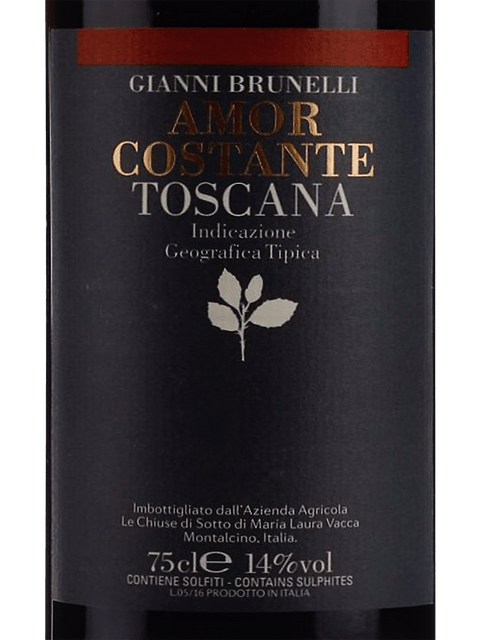 GIANNI BRUNELLI
AMOR
COSTANTE
TOSCANA
Indicazione
Geografica Tipica
Imbottigliato dall'Azienda Agricola
Le Chiuse di Sotto di Maria Laura Vacca
Montalcino, Italia.
75cl e 14%vol
CONTIENE SOLFITI - CONTAINS SULPHITES
L.05/16 PRODOTTO IN ITALIA